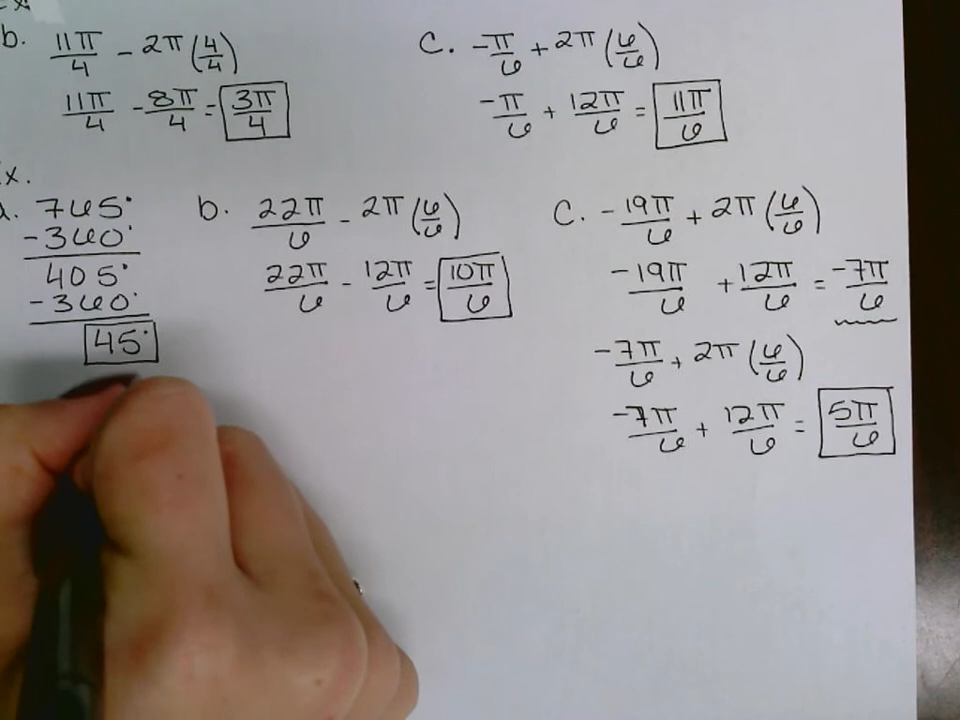 Ex.
b. 11π/4 - 2π (4/4)
11π/4 - 8π/4 = 3π/4
c. -π/6 + 2π (6/6)
-π/6 + 12π/6 = 11π/6
x.
a. 765°
-360°
405°
-360°
45°
b. 22π/6 - 2π (6/6)
22π/6 - 12π/6 = 10π/6
c. -19π/6 + 2π (6/6)
-19π/6 + 12π/6 = -7π/6
-7π/6 + 2π (6/6)
-7π/6 + 12π/6 = 5π/6